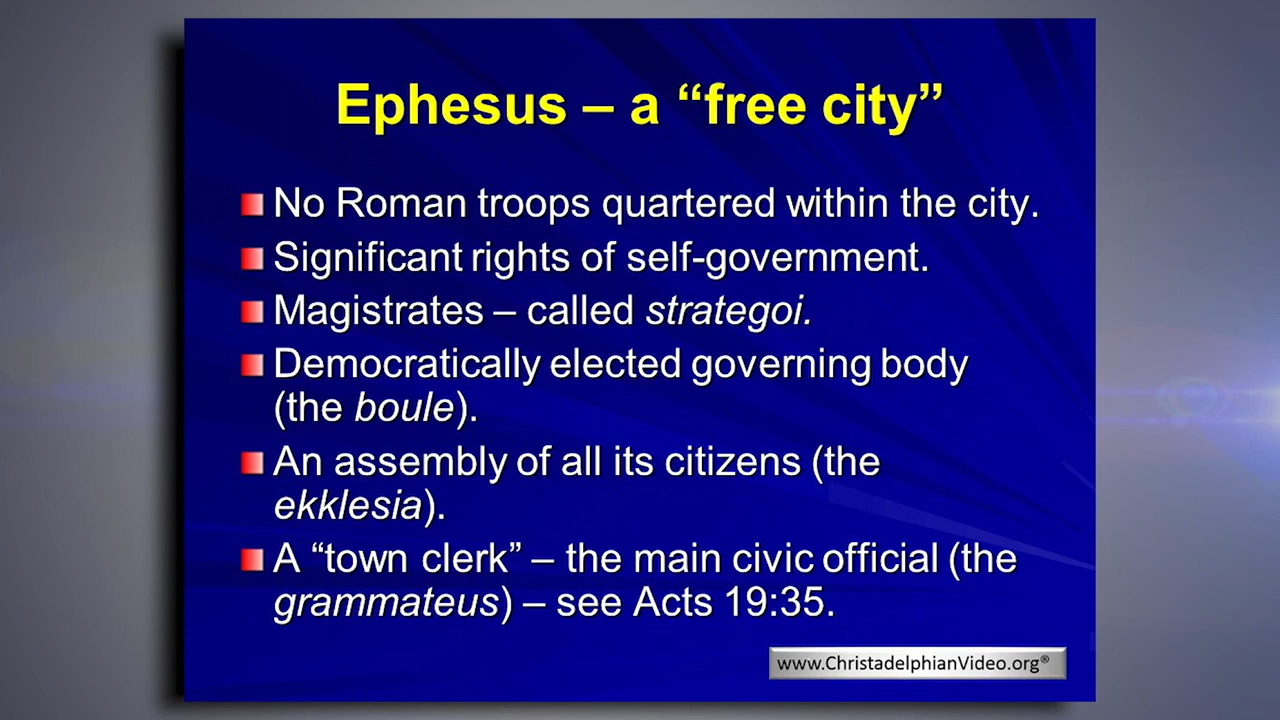 Ephesus – a “free city”
No Roman troops quartered within the city.
Significant rights of self-government.
Magistrates – called strategoi.
Democratically elected governing body
(the boule).
An assembly of all its citizens (the
ekklesia).
A “town clerk” – the main civic official (the
grammateus) – see Acts 19:35.
www.ChristadelphianVideo.org®